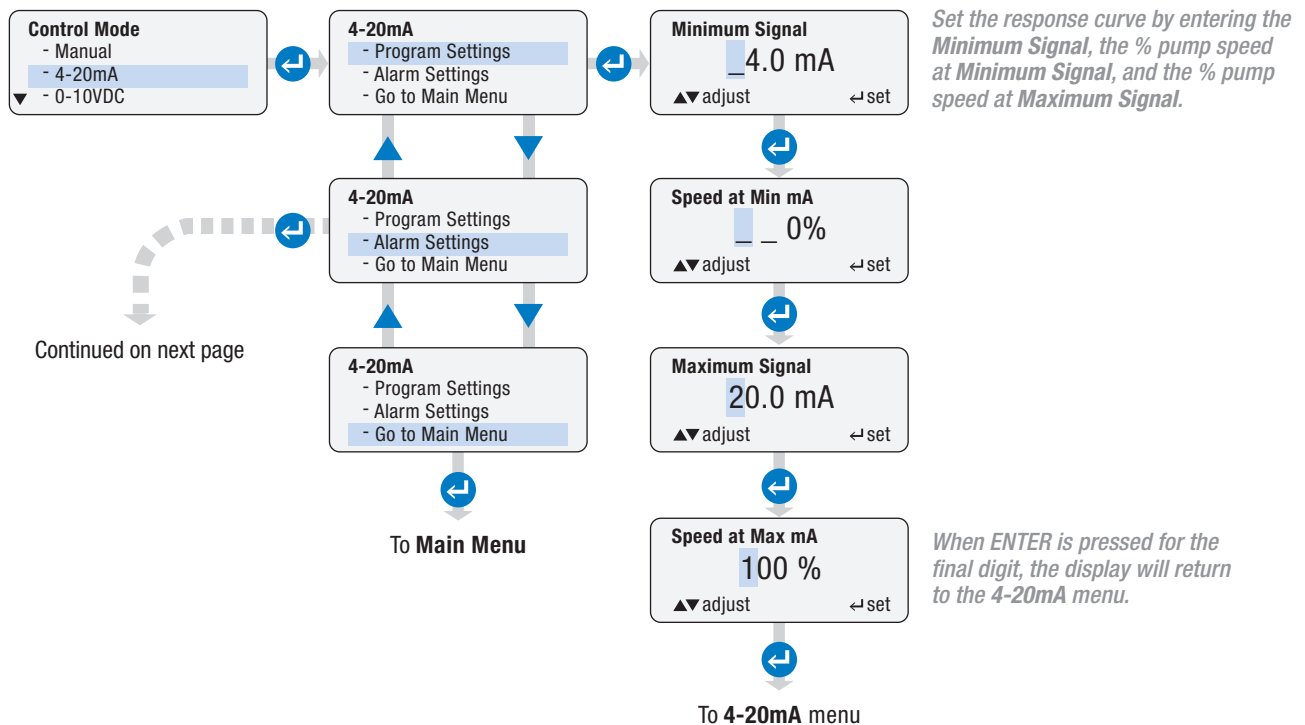 Control Mode
- Manual
- 4-20mA
▼ - 0-10VDC
4-20mA
- Program Settings
- Alarm Settings
- Go to Main Menu
Minimum Signal
_4.0 mA
▲▼ adjust ↵ set
Set the response curve by entering the
Minimum Signal, the % pump speed
at Minimum Signal, and the % pump
speed at Maximum Signal.
4-20mA
- Program Settings
- Alarm Settings
- Go to Main Menu
Continued on next page
Speed at Min mA
_ _ 0%
▲▼ adjust ↵ set
4-20mA
- Program Settings
- Alarm Settings
- Go to Main Menu
To Main Menu
Maximum Signal
20.0 mA
▲▼ adjust ↵ set
Speed at Max mA
100 %
▲▼ adjust ↵ set
When ENTER is pressed for the
final digit, the display will return
to the 4-20mA menu.
To 4-20mA menu